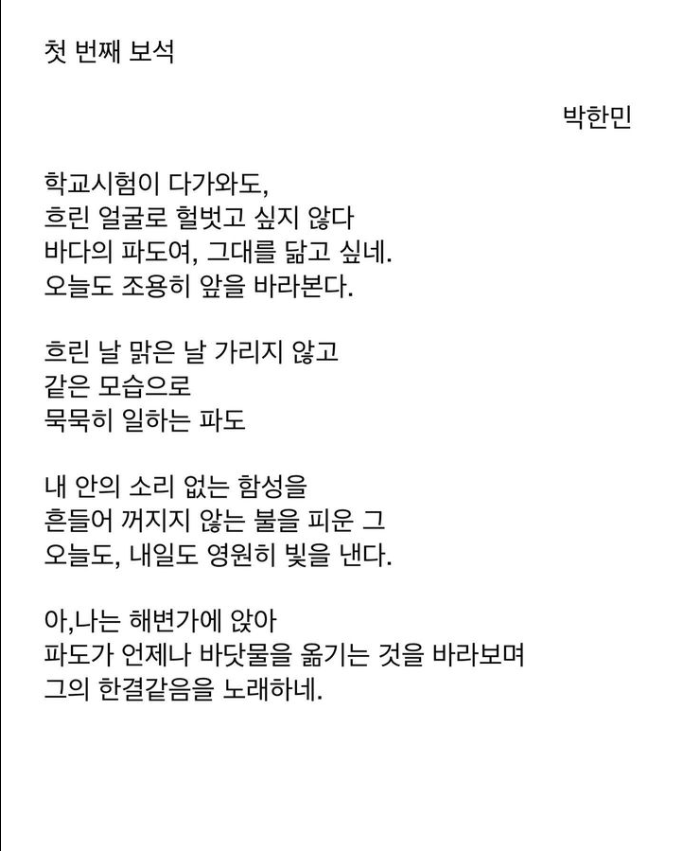 첫 번째 보석
박한민
학교시험이 다가와도,
흐린 얼굴로 헐벗고 싶지 않다
바다의 파도여, 그대를 닮고 싶네.
오늘도 조용히 앞을 바라본다.
흐린 날 맑은 날 가리지 않고
같은 모습으로
묵묵히 일하는 파도
내 안의 소리 없는 함성을
흔들어 꺼지지 않는 불을 피운 그
오늘도, 내일도 영원히 빛을 낸다.
아,나는 해변가에 앉아
파도가 언제나 바닷물을 옮기는 것을 바라보며
그의 한결같음을 노래하네.